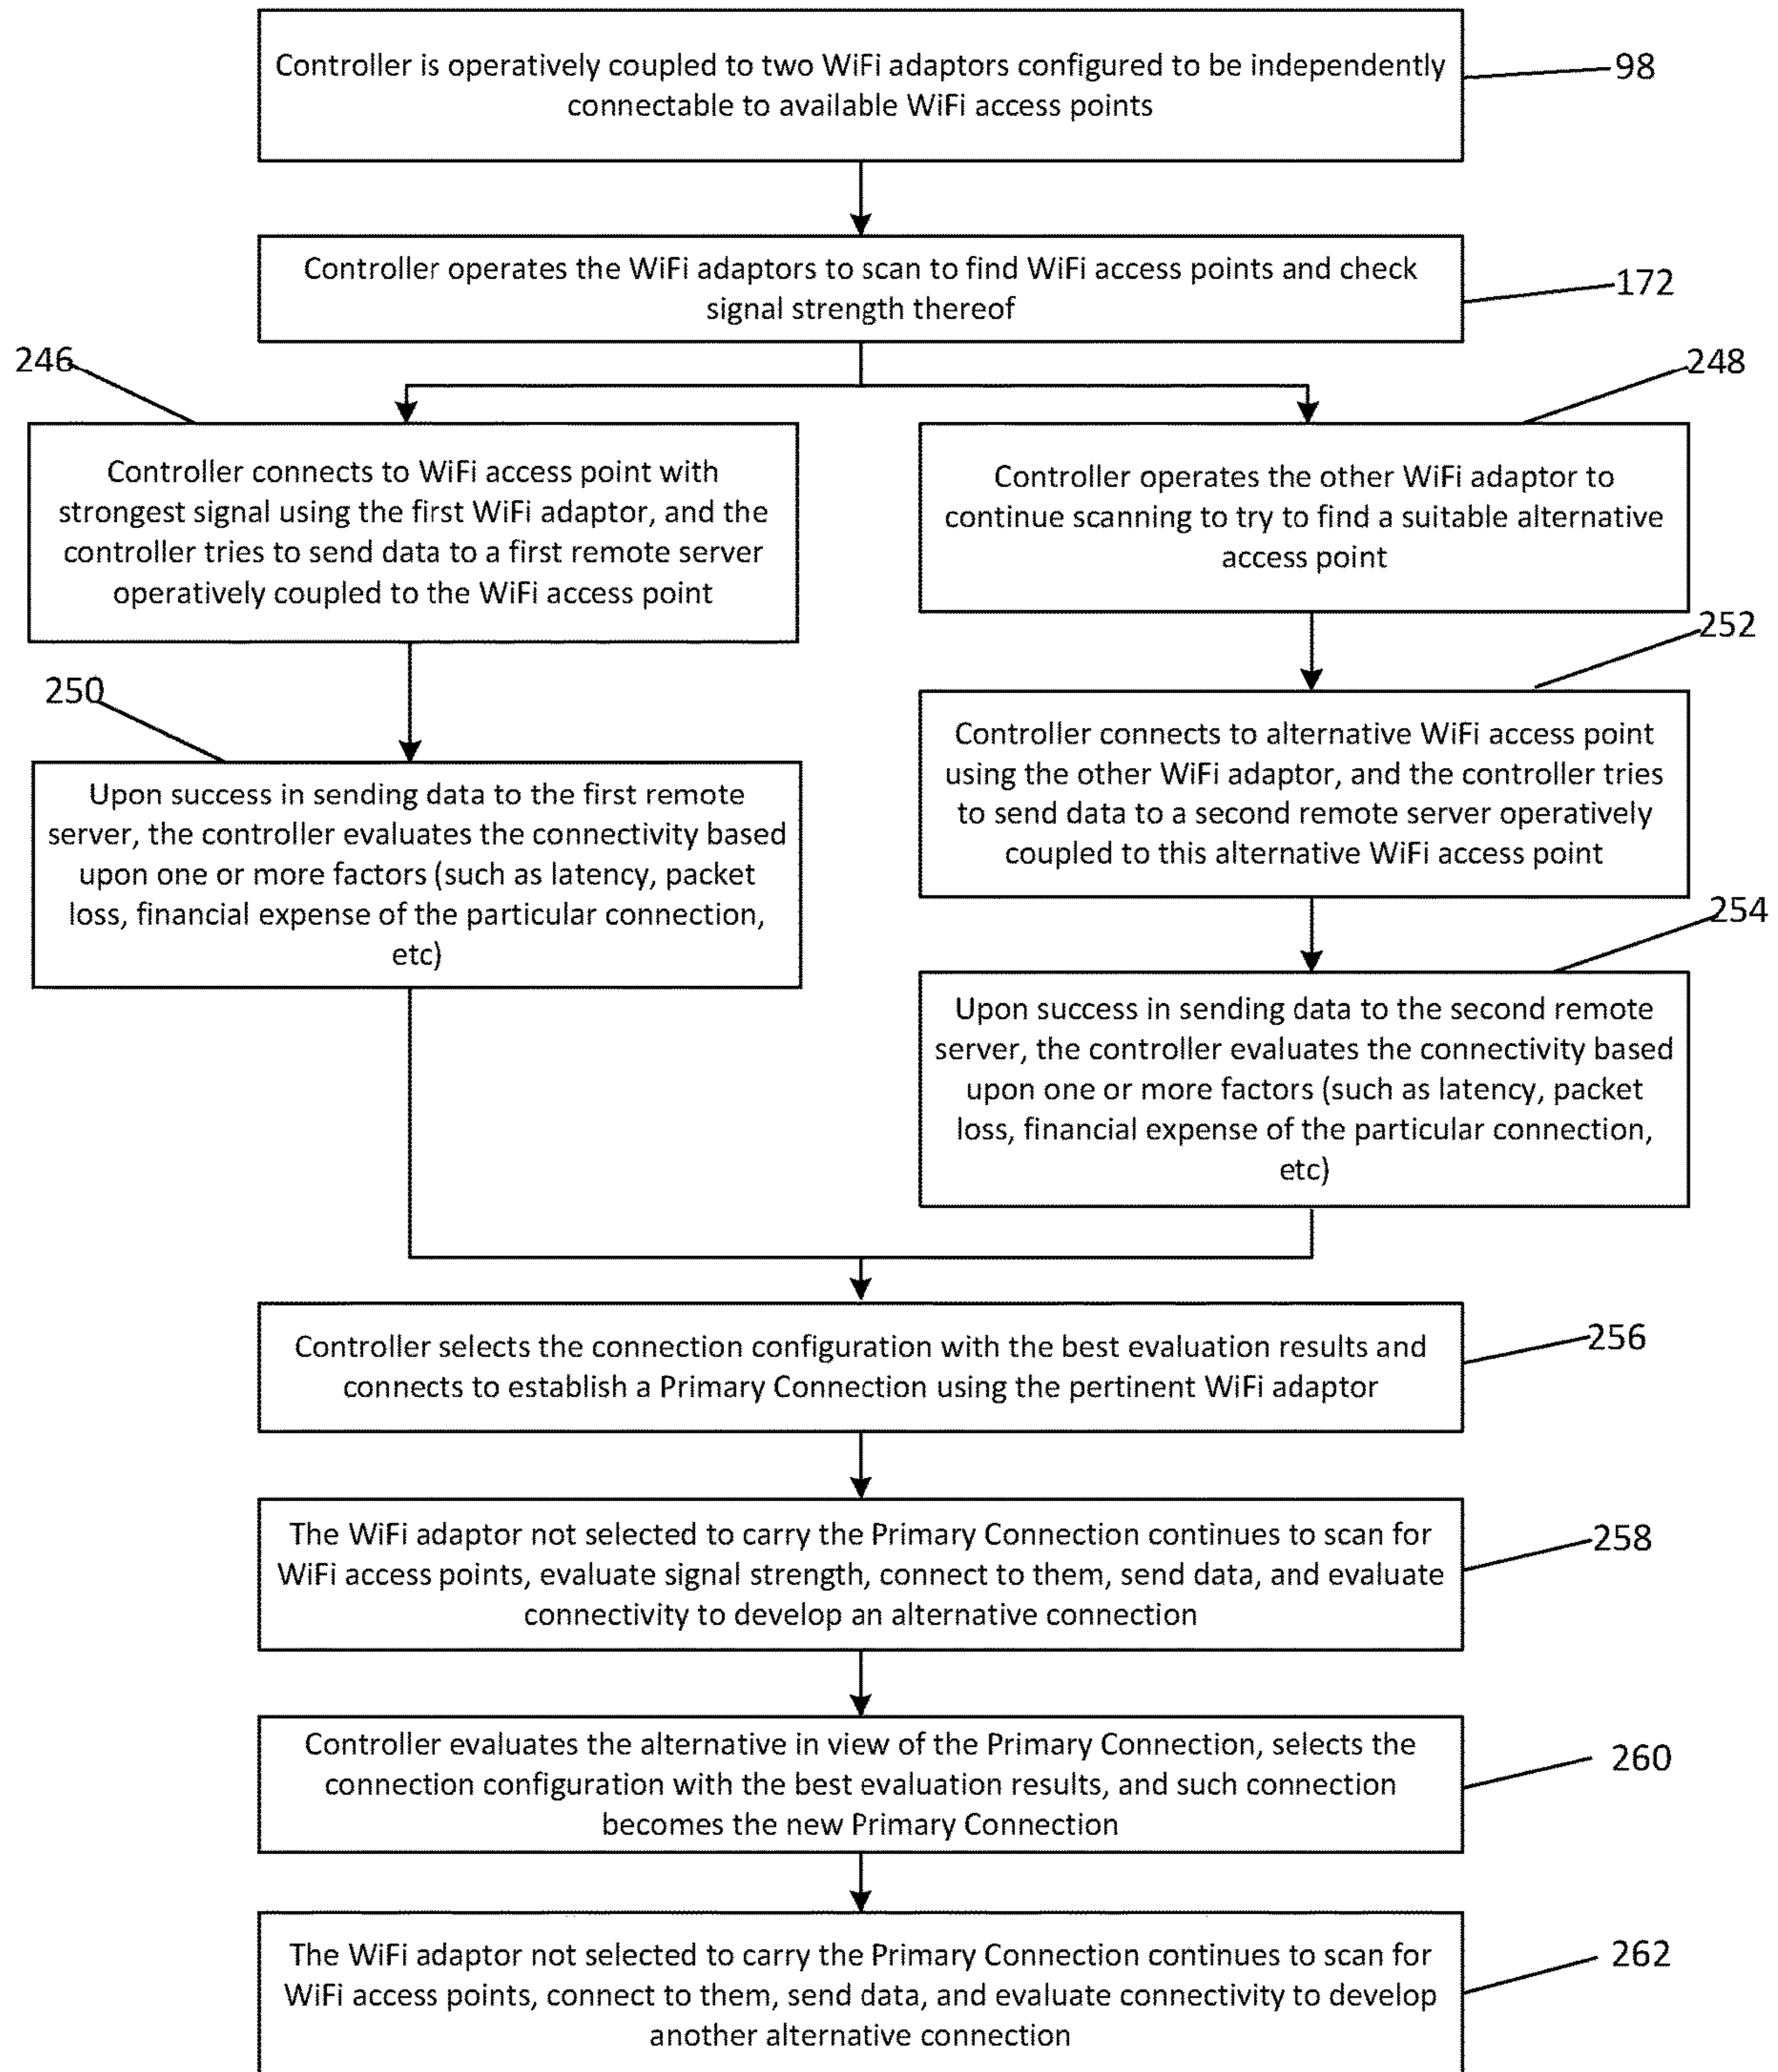 Controller is operatively coupled to two WiFi adaptors configured to be independently
connectable to available WiFi access points
98
Controller operates the WiFi adaptors to scan to find WiFi access points and check
signal strength thereof
172
246
Controller connects to WiFi access point with
strongest signal using the first WiFi adaptor, and the
controller tries to send data to a first remote server
operatively coupled to the WiFi access point
248
Controller operates the other WiFi adaptor to
continue scanning to try to find a suitable alternative
access point
250
Upon success in sending data to the first remote
server, the controller evaluates the connectivity based
upon one or more factors (such as latency, packet
loss, financial expense of the particular connection,
etc)
252
Controller connects to alternative WiFi access point
using the other WiFi adaptor, and the controller tries
to send data to a second remote server operatively
coupled to this alternative WiFi access point
254
Upon success in sending data to the second remote
server, the controller evaluates the connectivity based
upon one or more factors (such as latency, packet
loss, financial expense of the particular connection,
etc)
Controller selects the connection configuration with the best evaluation results and
connects to establish a Primary Connection using the pertinent WiFi adaptor
256
The WiFi adaptor not selected to carry the Primary Connection continues to scan for
WiFi access points, evaluate signal strength, connect to them, send data, and evaluate
connectivity to develop an alternative connection
258
Controller evaluates the alternative in view of the Primary Connection, selects the
connection configuration with the best evaluation results, and such connection
becomes the new Primary Connection
260
The WiFi adaptor not selected to carry the Primary Connection continues to scan for
WiFi access points, connect to them, send data, and evaluate connectivity to develop
another alternative connection
262